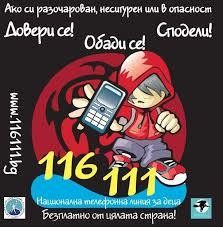 Ако си разочарован, несигурен или в опасност
Довери се!
Сподели!
Обади се!
www.116111.bg
116
111
Национална телефонна линия за деца
Безплатно от цялата страна!